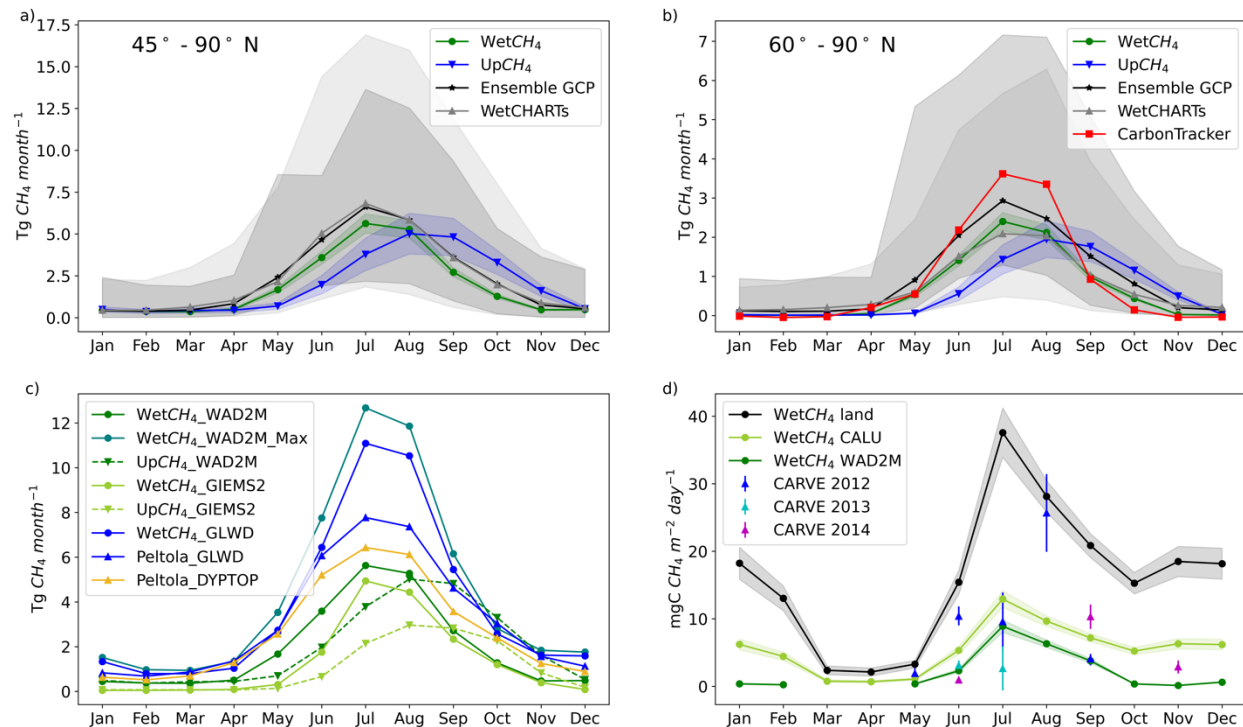 a)
45° - 90° N
WetCH4
UpCH4
Ensemble GCP
WetCHARTs
Tg CH4 month−1
17.5
15.0
12.5
10.0
7.5
5.0
2.5
0.0
Jan Feb Mar Apr May Jun Jul Aug Sep Oct Nov Dec
b)
60° - 90° N
WetCH4
UpCH4
Ensemble GCP
WetCHARTs
CarbonTracker
Tg CH4 month−1
7
6
5
4
3
2
1
0
Jan Feb Mar Apr May Jun Jul Aug Sep Oct Nov Dec
c)
WetCH4_WAD2M
WetCH4_WAD2M_Max
UpCH4_WAD2M
WetCH4_GIEMS2
UpCH4_GIEMS2
WetCH4_GLWD
Peltola_GLWD
Peltola_DYPTOP
Tg CH4 month−1
12
10
8
6
4
2
0
Jan Feb Mar Apr May Jun Jul Aug Sep Oct Nov Dec
d)
WetCH4 land
WetCH4 CALU
WetCH4 WAD2M
CARVE 2012
CARVE 2013
CARVE 2014
mgC CH4 m−2 day−1
40
30
20
10
0
Jan Feb Mar Apr May Jun Jul Aug Sep Oct Nov Dec